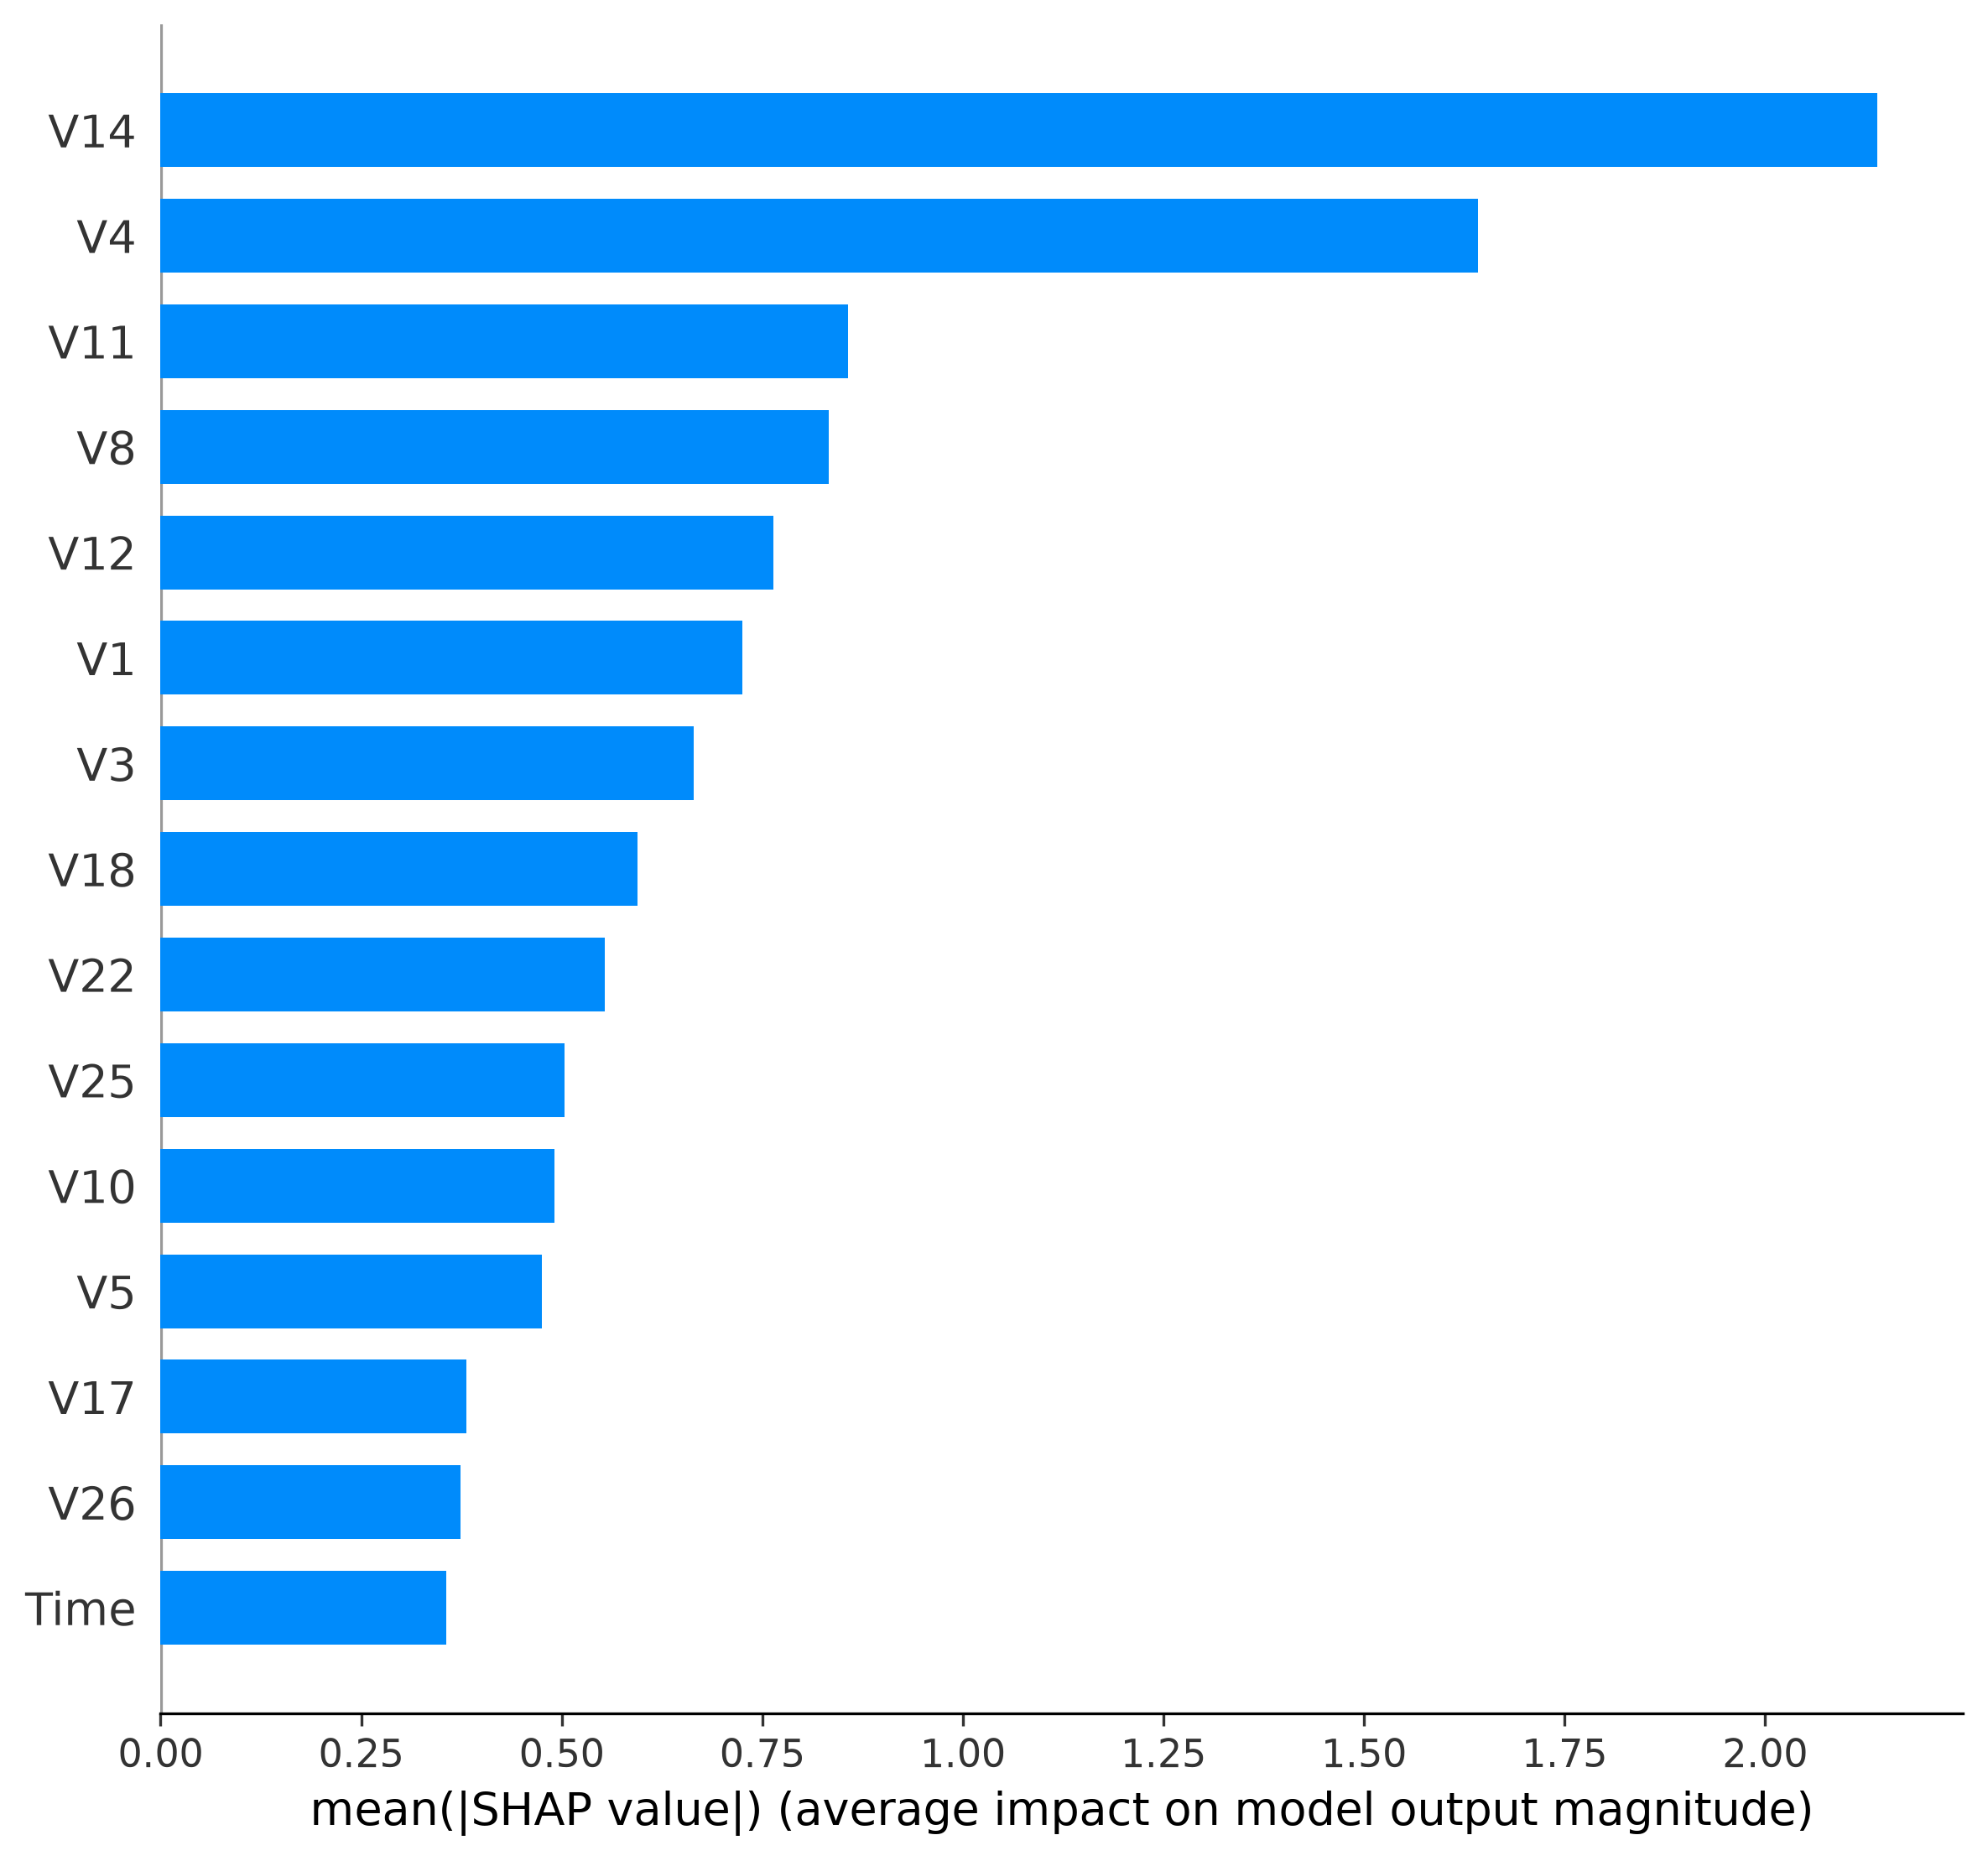 V14
V4
V11
V8
V12
V1
V3
V18
V22
V25
V10
V5
V17
V26
Time
0.00 0.25 0.50 0.75 1.00 1.25 1.50 1.75 2.00
mean(|SHAP value|) (average impact on model output magnitude)